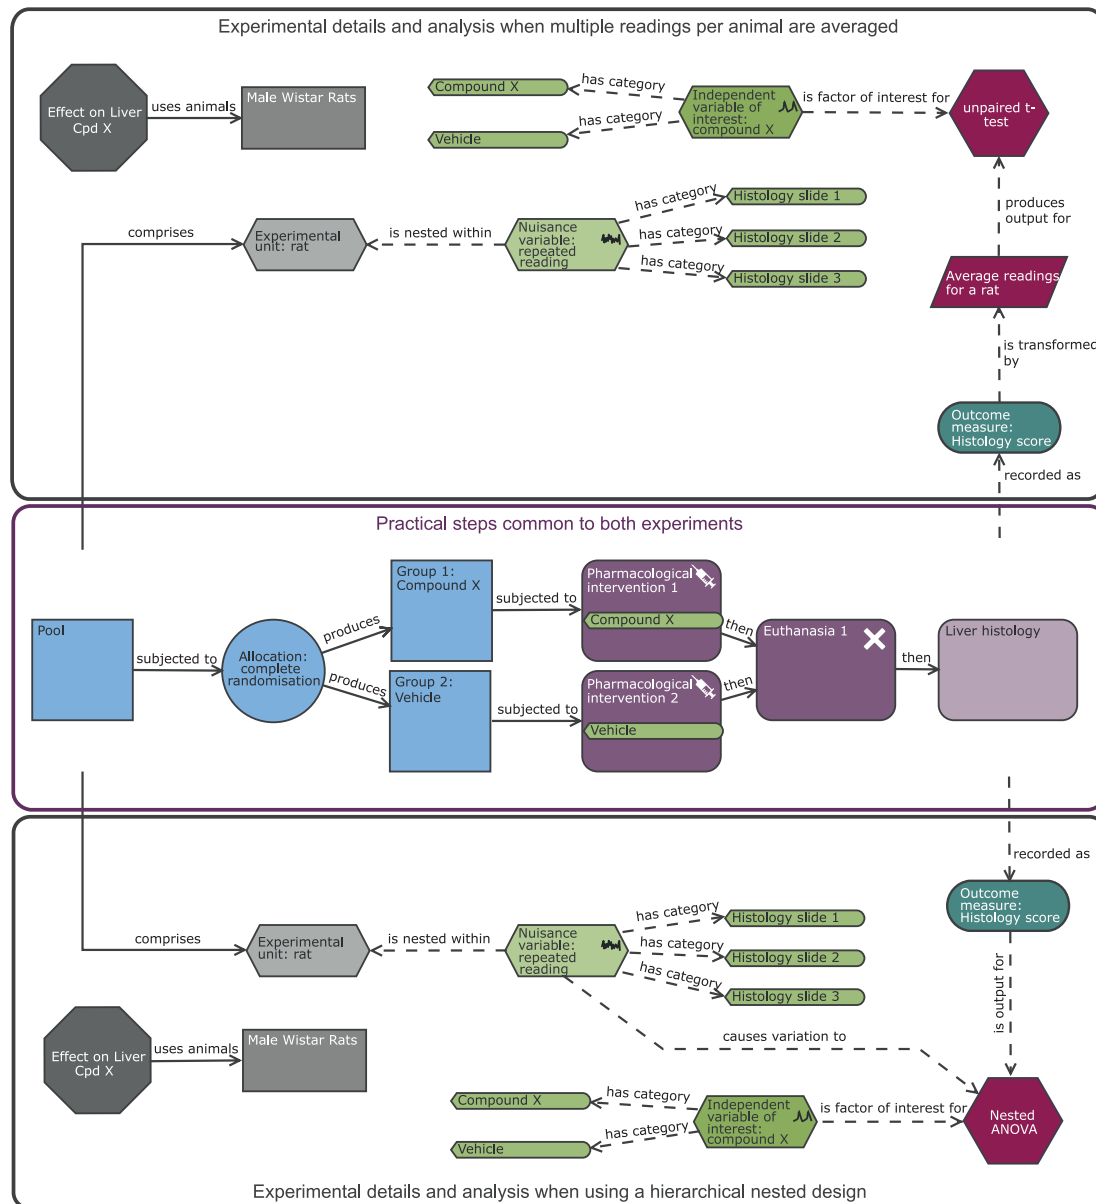 Experimental details and analysis when multiple readings per animal are averaged
Effect on Liver
Cpd X
uses animals
Male Wistar Rats
Compound X
has category
Vehicle
has category
Independent
variable of
interest:
compound X
is factor of interest for
unpaired t-
test
comprises
Experimental
unit: rat
is nested within
Nuisance
variable:
repeated
reading
has category
Histology slide 1
has category
Histology slide 2
has category
Histology slide 3
produces
output for
Average readings
for a rat
is transformed
by
Outcome
measure:
Histology score
recorded as
Practical steps common to both experiments
Pool
subjected to
Allocation:
complete
randomisation
produces
produces
Group 1:
Compound X
subjected to
Pharmacological
intervention 1
Compound X
then
Group 2:
Vehicle
subjected to
Pharmacological
intervention 2
Vehicle
then
Euthanasia 1
then
Liver histology
recorded as
Outcome
measure:
Histology score
is output for
comprises
Experimental
unit: rat
is nested within
Nuisance
variable:
repeated
reading
has category
Histology slide 1
has category
Histology slide 2
has category
Histology slide 3
causes variation to
Effect on Liver
Cpd X
uses animals
Male Wistar Rats
Compound X
has category
Vehicle
has category
Independent
variable of
interest:
compound X
is factor of interest for
Nested
ANOVA
Experimental details and analysis when using a hierarchical nested design